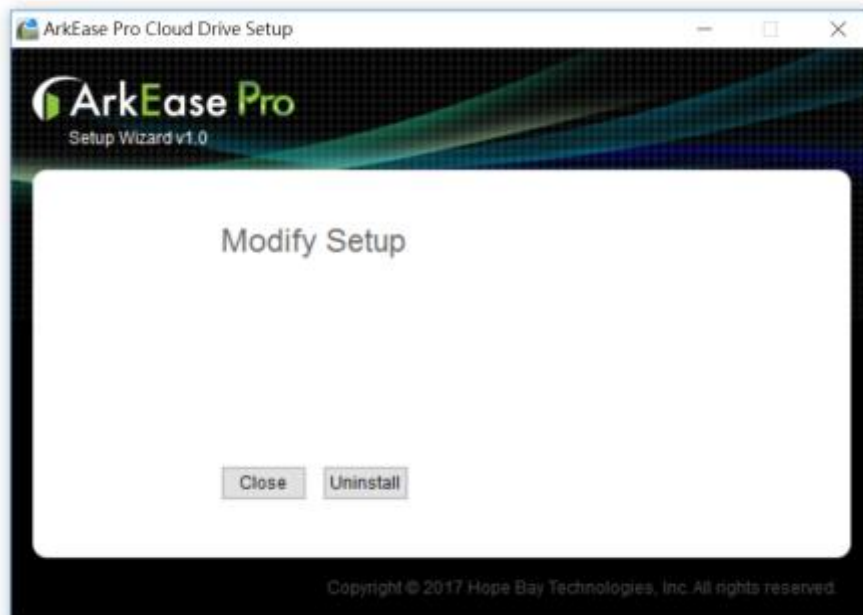 ArkEase Pro Cloud Drive Setup
ArkEase Pro
Setup Wizard v1.0
Modify Setup
Close Uninstall
Copyright © 2017 Hope Bay Technologies, Inc. All rights reserved.